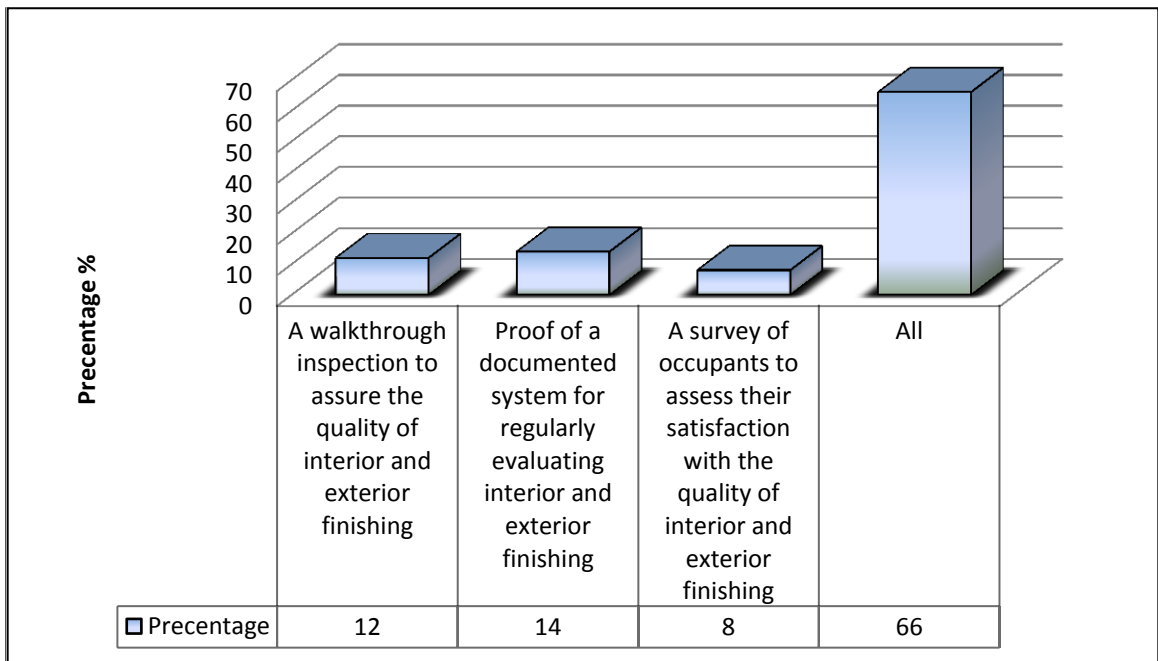 70
60
50
40
30
20
10
0
Precentage %
A walkthrough
inspection to
assure the
quality of
interior and
exterior
finishing
Proof of a
documented
system for
regularly
evaluating
interior and
exterior
finishing
A survey of
occupants to
assess their
satisfaction
with the
quality of
interior and
exterior
finishing
All
Precentage 12 14 8 66